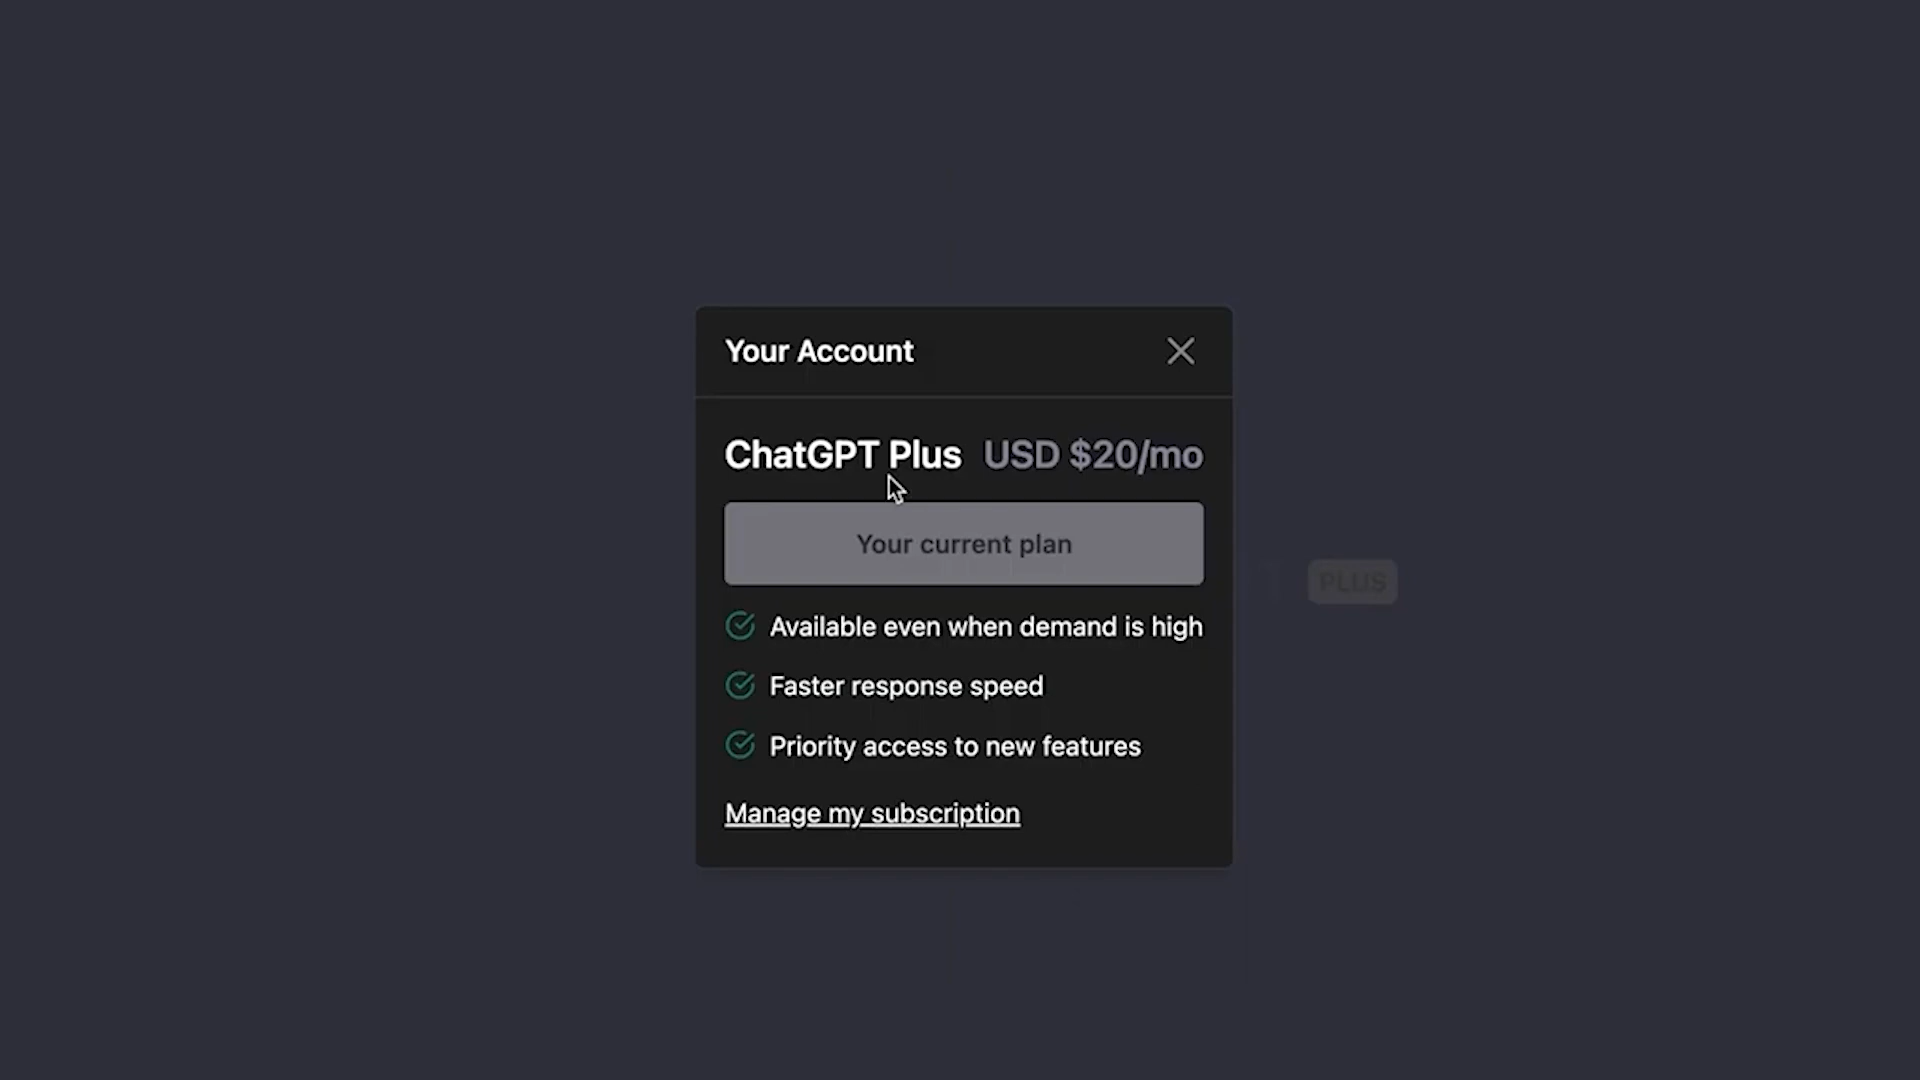 Your Account
ChatGPT Plus USD $20/mo
Your current plan
PLUS
Available even when demand is high
Faster response speed
Priority access to new features
Manage my subscription